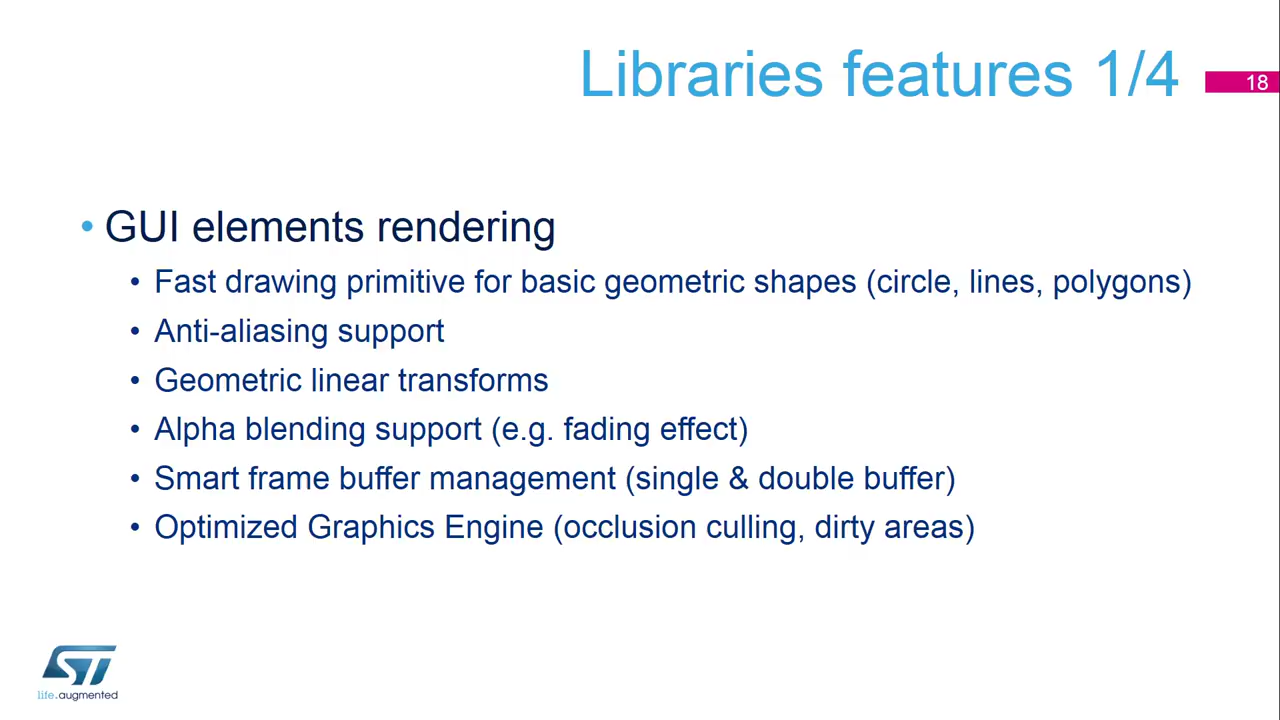 Libraries features 1/4
18
• GUI elements rendering
• Fast drawing primitive for basic geometric shapes (circle, lines, polygons)
• Anti-aliasing support
• Geometric linear transforms
• Alpha blending support (e.g. fading effect)
• Smart frame buffer management (single & double buffer)
• Optimized Graphics Engine (occlusion culling, dirty areas)
ST
life.augmented